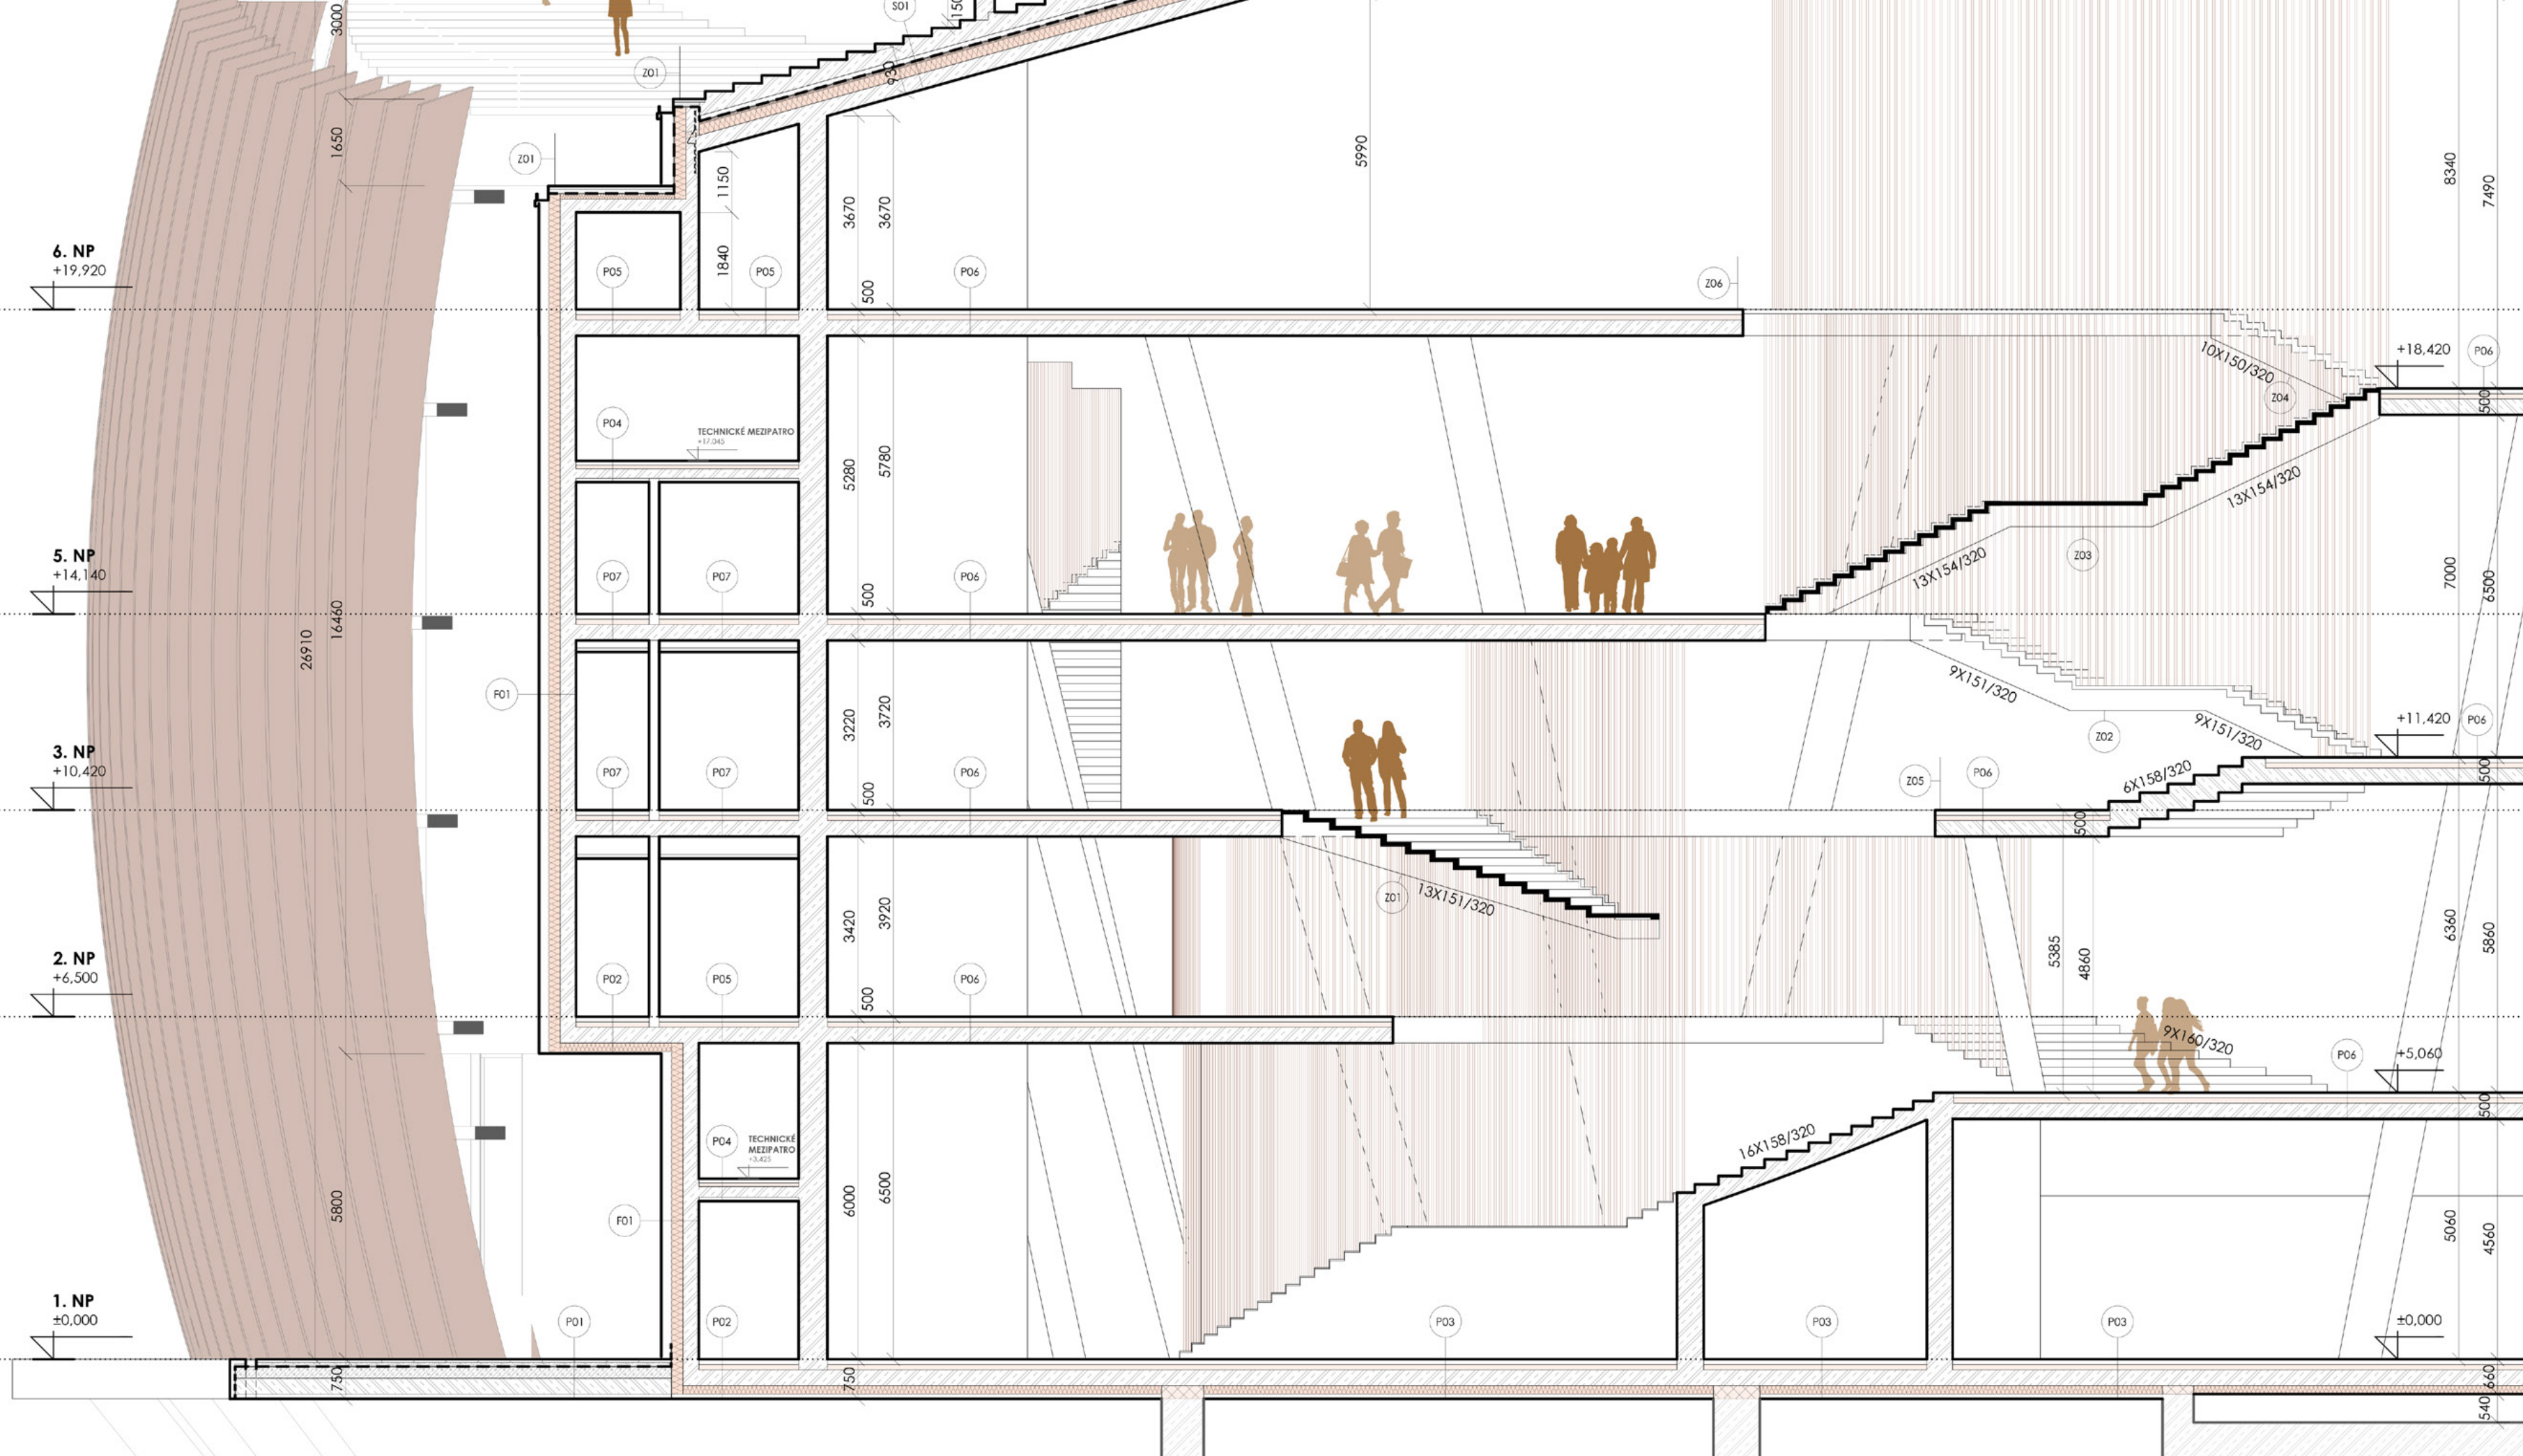 3000
S01
150
Z01
930
1650
Z01
1150
3670
3670
5990
8340
7490
6. NP
+19,920
P05
1840
P05
500
P06
Z06
10X150/320
+18,420
P06
Z04
500
P04
TECHNICKÉ MEZIPATRO
+17,045
5280
5780
13X154/320
13X154/320
Z03
5. NP
+14,140
P07
P07
500
P06
7000
6500
26910
16460
F01
3220
3720
9X151/320
9X151/320
Z02
+11,420
P06
3. NP
+10,420
P07
P07
500
P06
Z05
P06
6X158/320
500
500
Z01
13X151/320
3420
3920
5385
4860
6360
5860
2. NP
+6,500
P02
P05
500
P06
9X160/320
P06
+5,060
500
P04
TECHNICKÉ
MEZIPATRO
+3,425
16X158/320
5800
F01
6000
6500
5060
4560
1. NP
±0,000
P01
P02
P03
P03
P03
±0,000
750
750
660
540